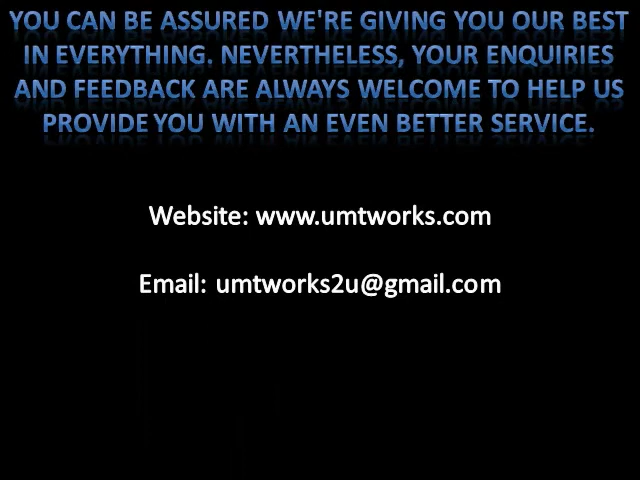 YOU CAN BE ASSURED WE'RE GIVING YOU OUR BEST
IN EVERYTHING. NEVERTHELESS, YOUR ENQUIRIES
AND FEEDBACK ARE ALWAYS WELCOME TO HELP US
PROVIDE YOU WITH AN EVEN BETTER SERVICE.
Website: www.umtworks.com
Email: umtworks2u@gmail.com